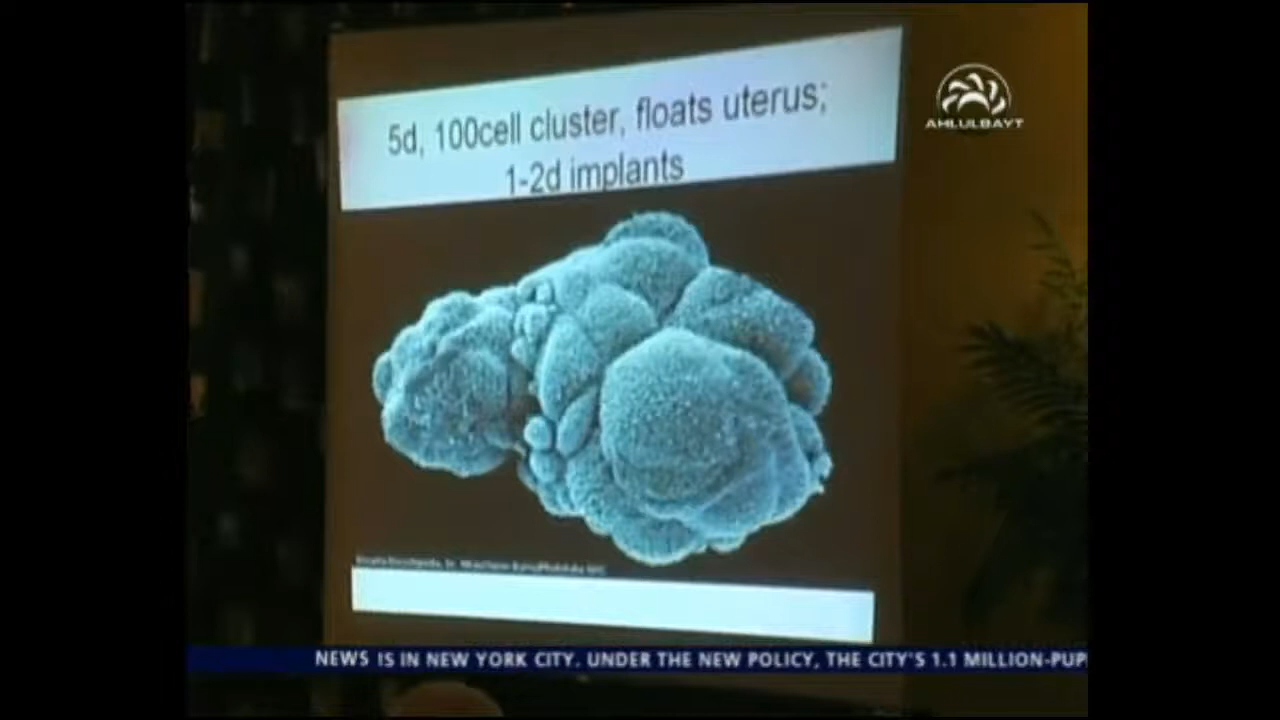 5d, 100cell cluster, floats uterus;
1-2d implants
AHLULBAYT
NEWS IS IN NEW YORK CITY. UNDER THE NEW POLICY, THE CITY'S 1.1 MILLION-PUP